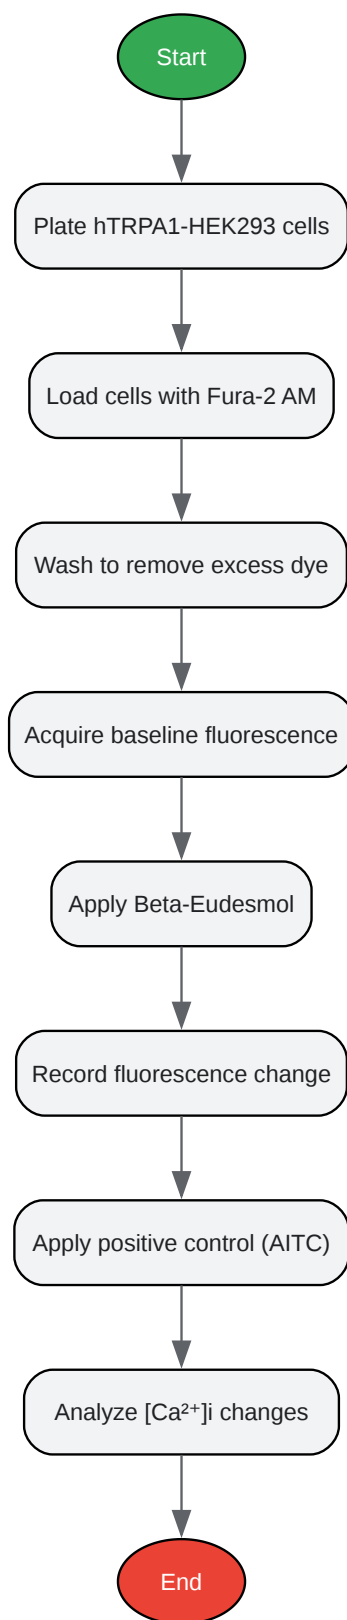 Start
Plate hTRPA1-HEK293 cells
Load cells with Fura-2 AM
Wash to remove excess dye
Acquire baseline fluorescence
Apply Beta-Eudesmol
Record fluorescence change
Apply positive control (AITC)
Analyze [Ca²⁺]i changes
End